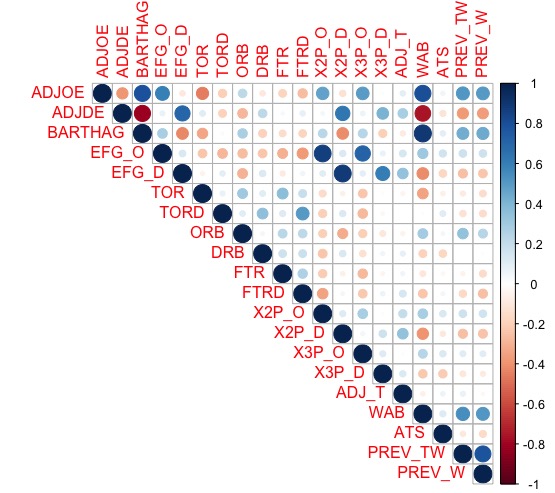 ADJOE
ADJDE
BARTHAG
EFG_O
EFG_D
TOR
TORD
ORB
DRB
FTR
FTRD
X2P_O
X2P_D
X3P_O
X3P_D
ADJ_T
WAB
ATS
PREV_TW
PREV_W
ADJOE
ADJDE
BARTHAG
EFG_O
EFG_D
TOR
TORD
ORB
DRB
FTR
FTRD
X2P_O
X2P_D
X3P_O
X3P_D
ADJ_T
WAB
ATS
PREV_TW
PREV_W
1
0.8
0.6
0.4
0.2
0
-0.2
-0.4
-0.6
-0.8
-1